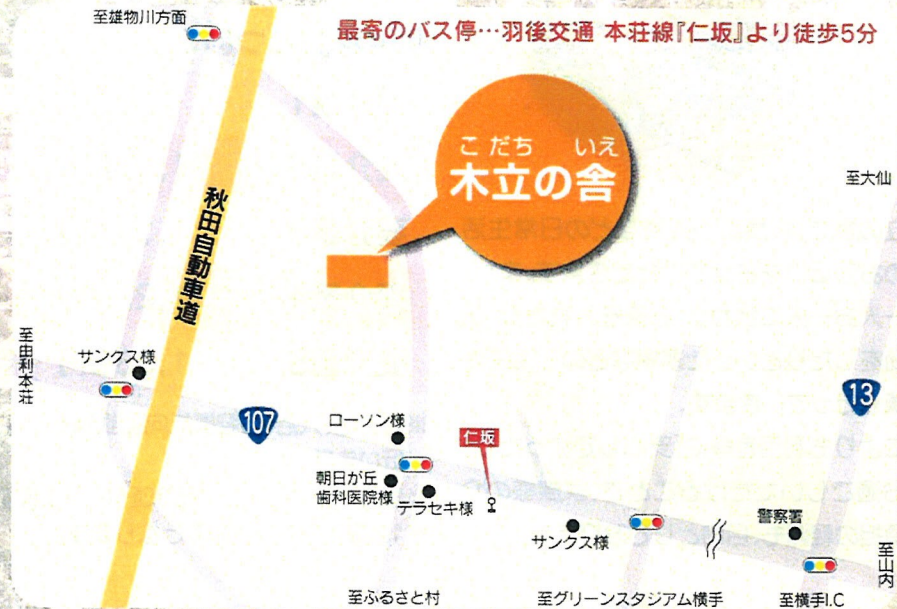 至雄物川方面
最寄のバス停…羽後交通 本荘線『仁坂』より徒歩5分
こだち いえ
木立の舎
至大仙
秋田自動車道
至由利本荘
サンクス様
107
13
ローソン様
仁坂
朝日が丘
歯科医院様
テラセキ様
サンクス様
警察署
至山内
至ふるさと村
至グリーンスタジアム横手
至横手I.C